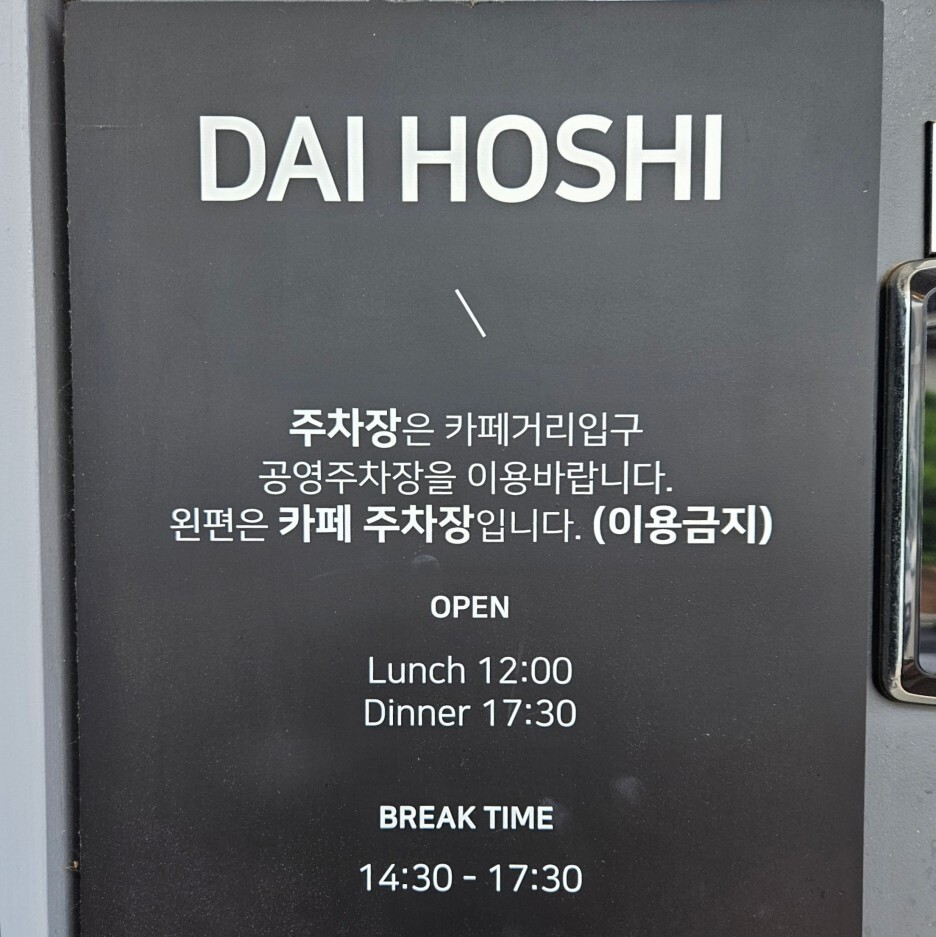 DAI HOSHI
\
주차장은 카페거리입구
공영주차장을 이용바랍니다.
왼편은 카페 주차장입니다. (이용금지)
OPEN
Lunch 12:00
Dinner 17:30
BREAK TIME
14:30 - 17:30